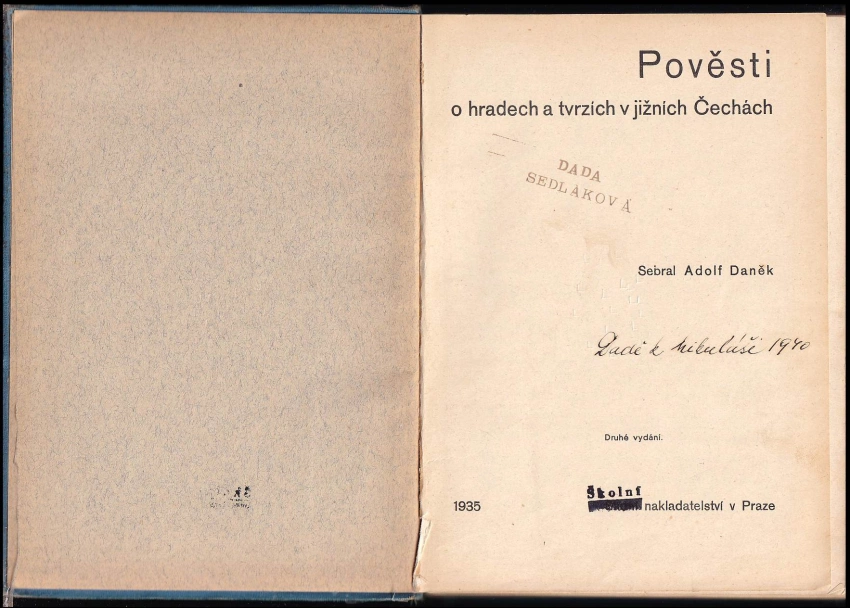 Pověsti
o hradech a tvrzích v jižních Čechách
DADA
SEDLÁKOVÁ
Sebral Adolf Daněk
Dadě k Mikuláši 1940
Druhé vydání.
1935
Školní nakladatelství v Praze